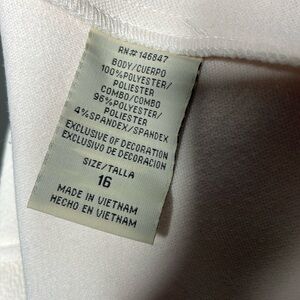 RN#146847
BODY/CUERPO
100%POLYESTER/
POLIESTER
COMBO/COMBO
96%POLYESTER/
POLIESTER
4%SPANDEX/SPANDEX
EXCLUSIVE OF DECORATION
EXCLUSIVO EN DECORACION
SIZE/TALLA
16
MADE IN VIETNAM
HECHO EN VIETNAM